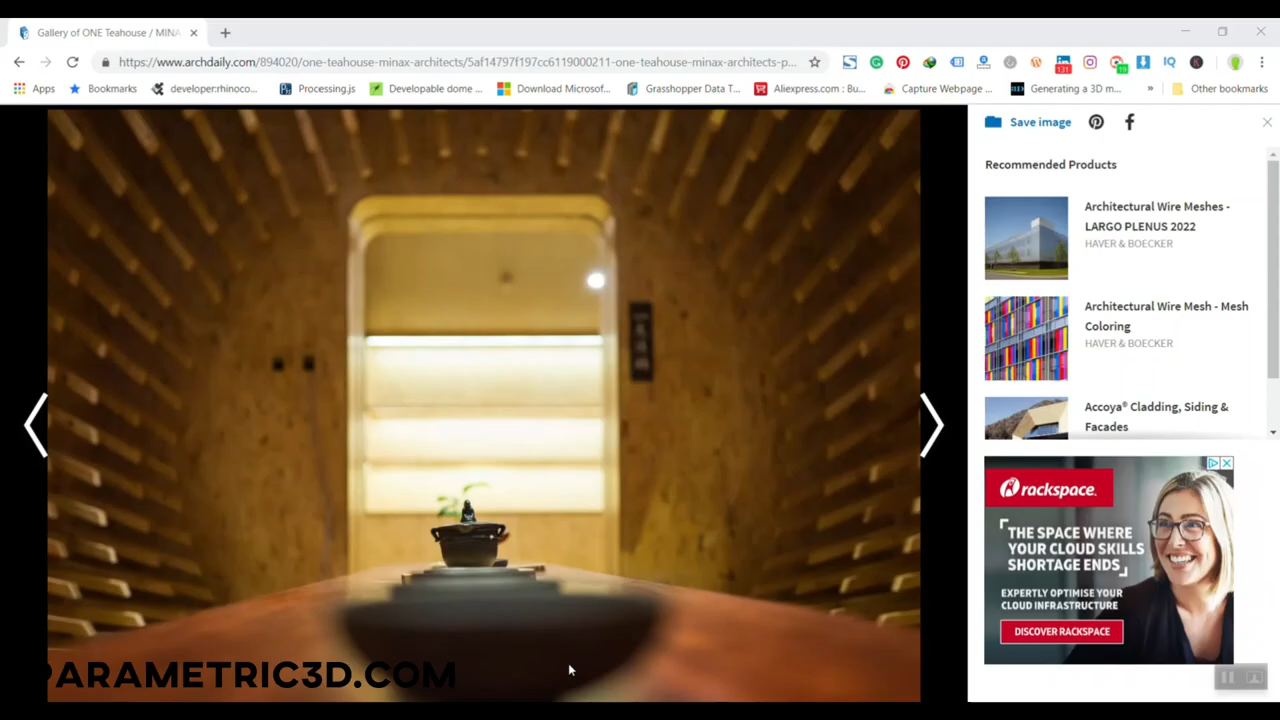 Gallery of ONE Teahouse / MINA
https://www.archdaily.com/894020/one-teahouse-minax-architects/5af14797f197cc6119000211-one-teahouse-minax-architects-p...
131
19
IQ
Apps
Bookmarks
developer:rhinoco...
Processing.js
Developable dome ...
Download Microsof...
Grasshopper Data T...
Aliexpress.com : Bu...
Capture Webpage ...
Generating a 3D m...
»
Other bookmarks
Save image
Recommended Products
Architectural Wire Meshes -
LARGO PLENUS 2022
HAVER & BOECKER
Architectural Wire Mesh - Mesh
Coloring
HAVER & BOECKER
Accoya® Cladding, Siding &
Facades
rackspace.
THE SPACE WHERE
YOUR CLOUD SKILLS
SHORTAGE ENDS
EXPERTLY OPTIMISE YOUR
CLOUD INFRASTRUCTURE
DISCOVER RACKSPACE
PARAMETRIC3D.COM